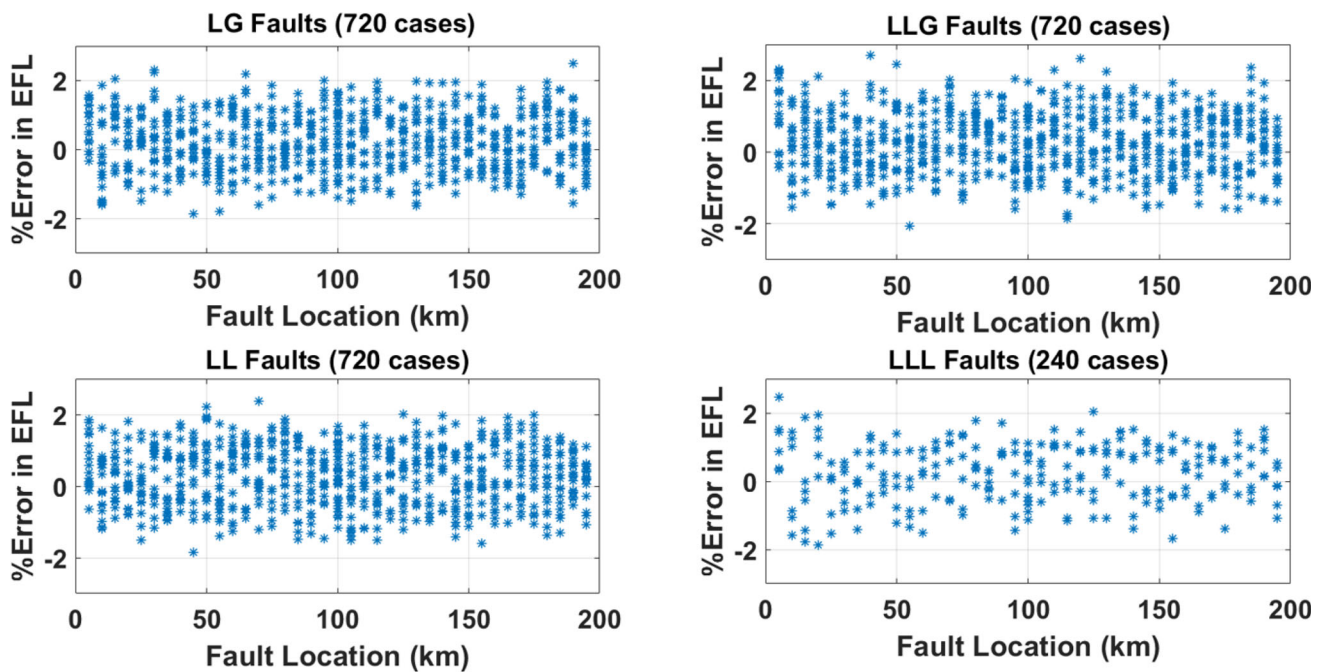 LG Faults (720 cases)
%Error in EFL
2
0
-2
0 50 100 150 200
Fault Location (km)
LLG Faults (720 cases)
%Error in EFL
2
0
-2
0 50 100 150 200
Fault Location (km)
LL Faults (720 cases)
%Error in EFL
2
0
-2
0 50 100 150 200
Fault Location (km)
LLL Faults (240 cases)
%Error in EFL
2
0
-2
0 50 100 150 200
Fault Location (km)